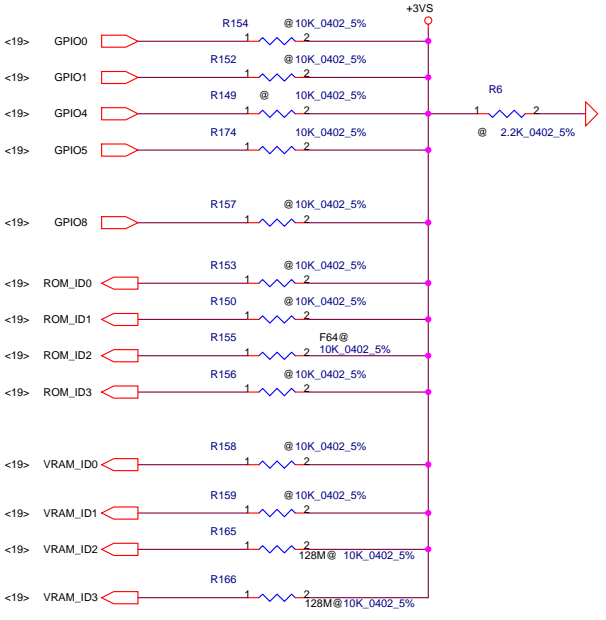 +3VS
R154 @ 10K_0402_5%
<19> GPIO0 1 2
R152 @ 10K_0402_5%
<19> GPIO1 1 2
R149 @ 10K_0402_5%
R6
<19> GPIO4 1 2 1 2
R174 10K_0402_5% @ 2.2K_0402_5%
<19> GPIO5 1 2
R157 @ 10K_0402_5%
<19> GPIO8 1 2
R153 @ 10K_0402_5%
<19> ROM_ID0 1 2
R150 @ 10K_0402_5%
<19> ROM_ID1 1 2
R155 F64@
<19> ROM_ID2 1 2 10K_0402_5%
R156 @ 10K_0402_5%
<19> ROM_ID3 1 2
R158 @ 10K_0402_5%
<19> VRAM_ID0 1 2
R159 @ 10K_0402_5%
<19> VRAM_ID1 1 2
R165
<19> VRAM_ID2 1 2
128M@ 10K_0402_5%
R166
<19> VRAM_ID3 1 2
128M@ 10K_0402_5%